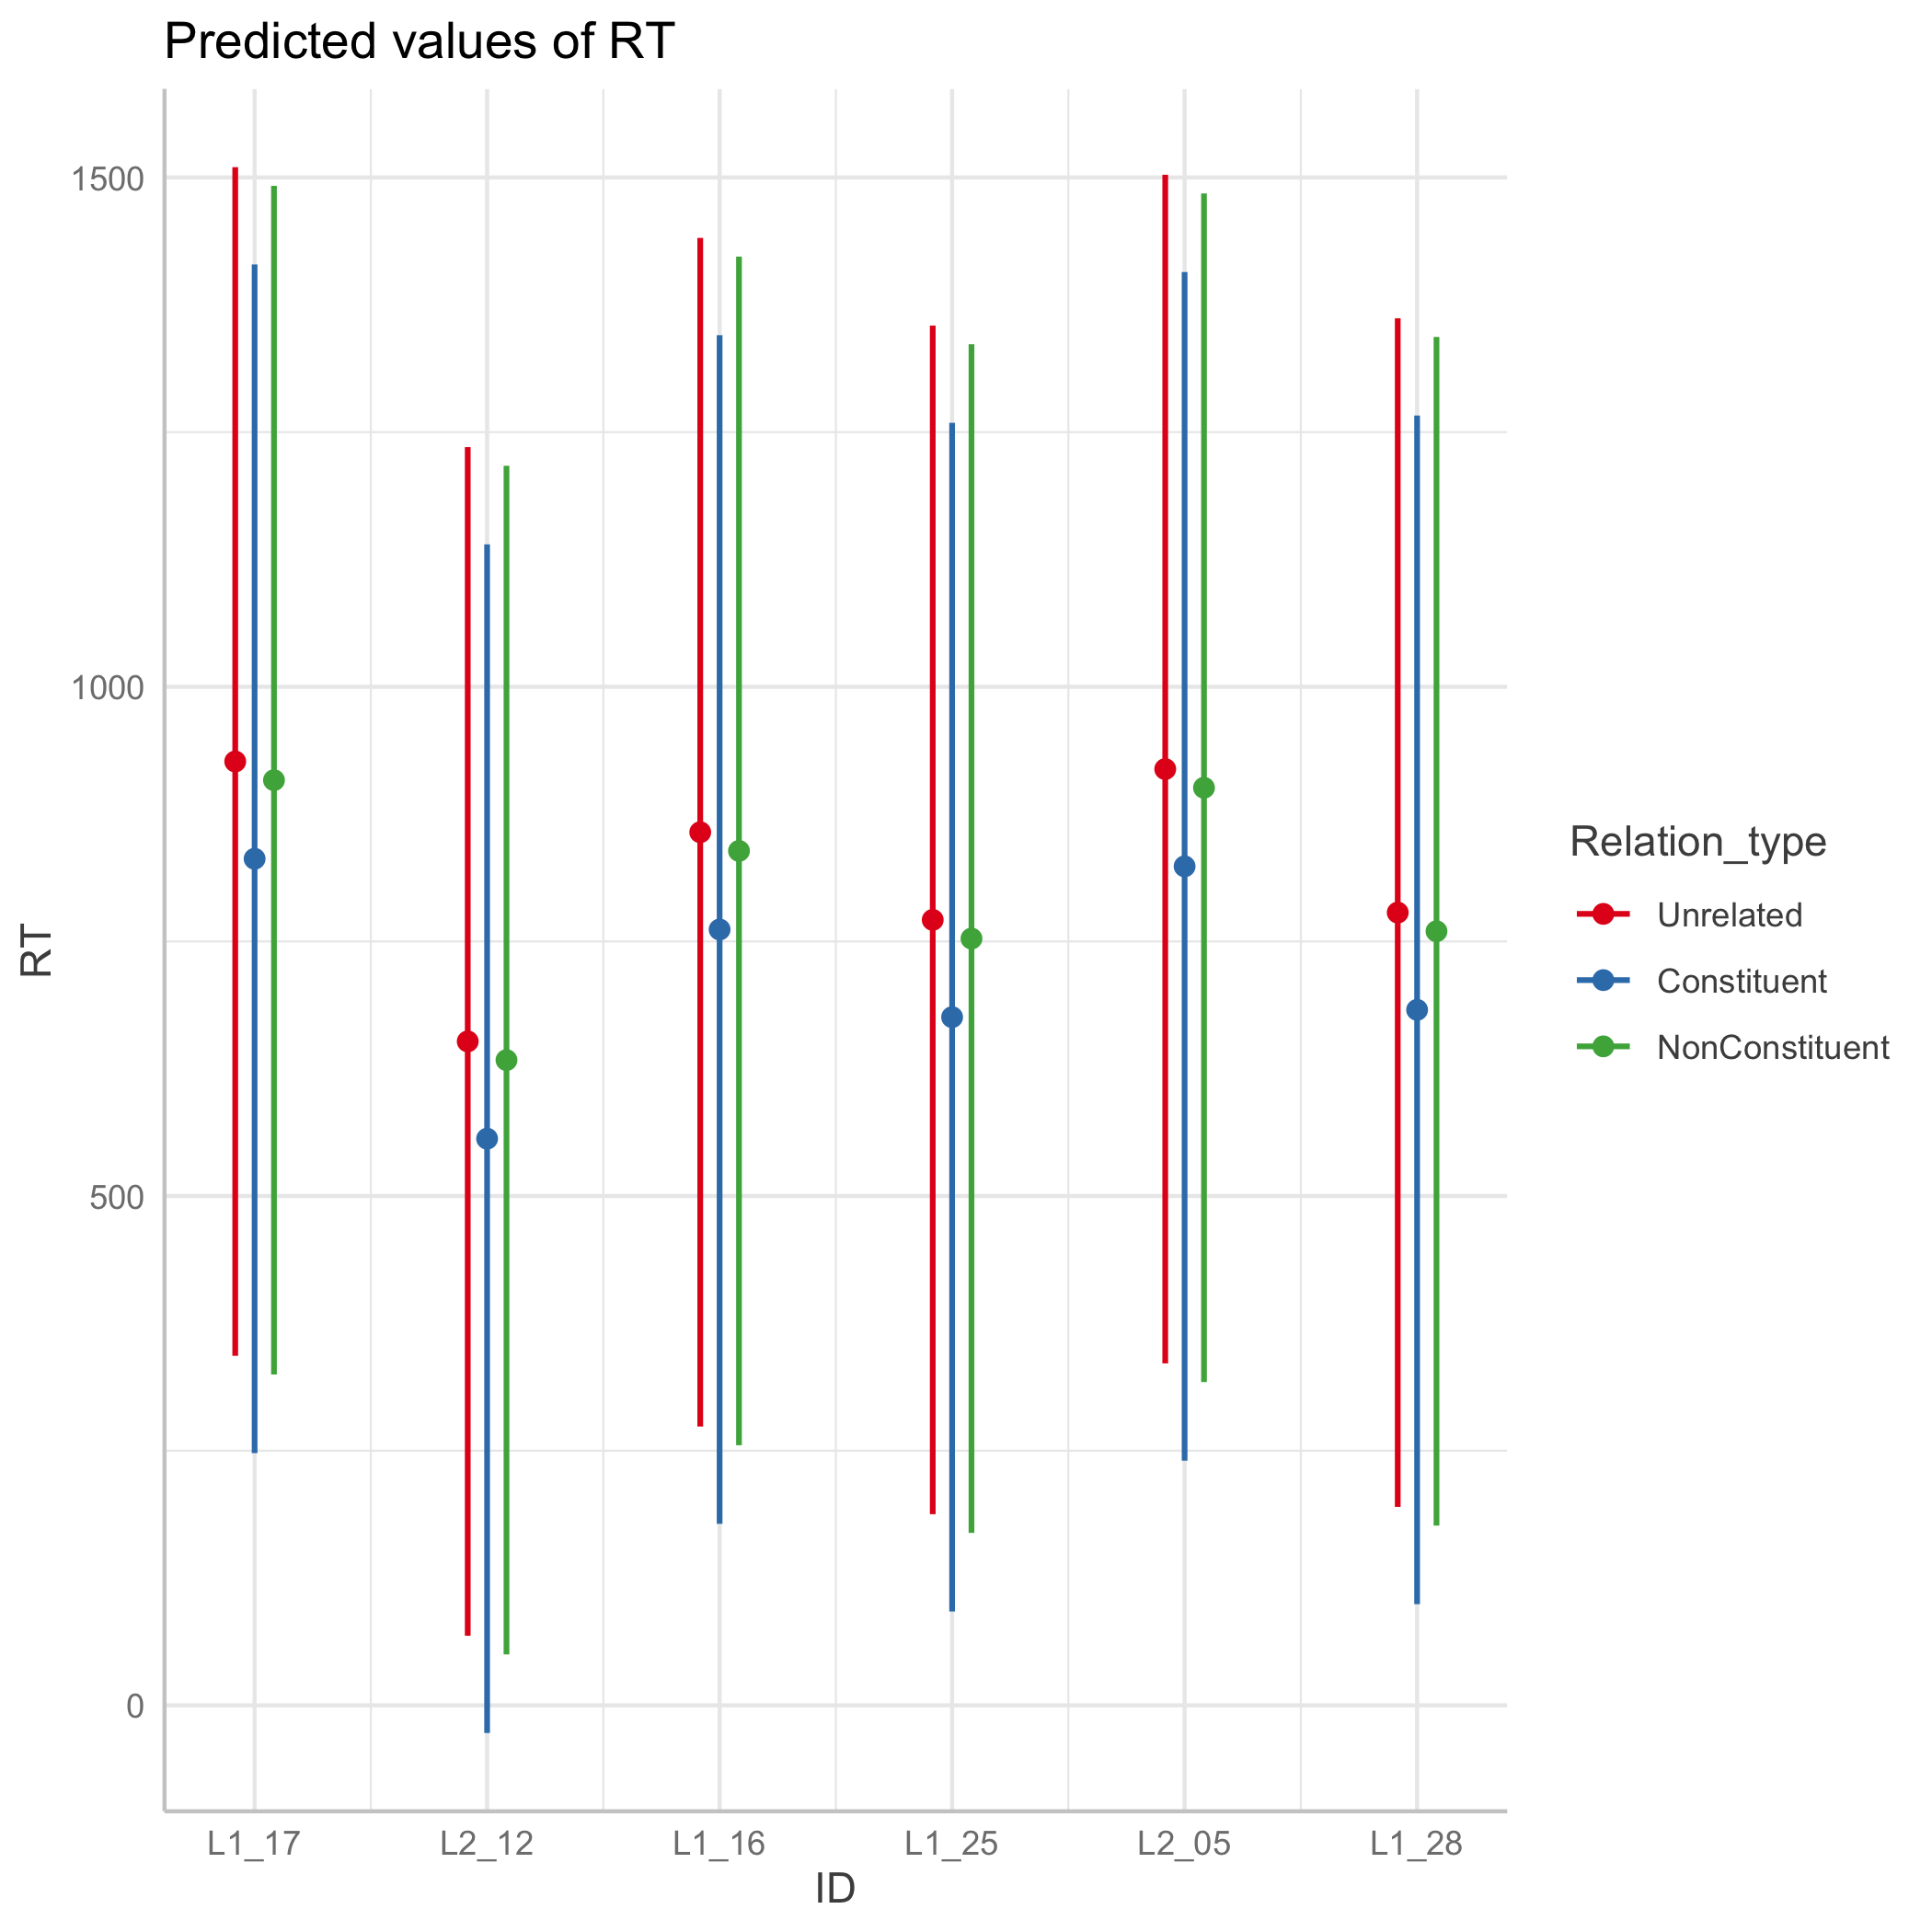 Predicted values of RT
1500
1000
500
0
RT
L1_17 L2_12 L1_16 L1_25 L2_05 L1_28
ID
Relation_type
Unrelated
Constituent
NonConstituent